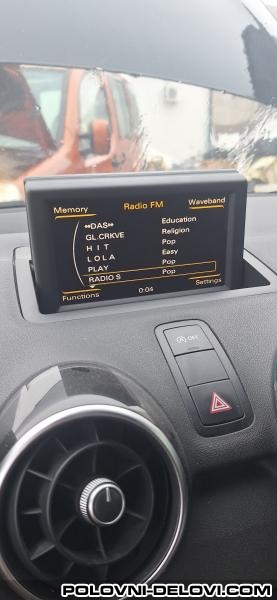 Memory Radio FM Waveband
**DAS** Education
GL.CRKVE Religion
H I T Pop
L O L A Easy
PLAY Pop
RADIO S Pop
Functions 0:04 Settings
OFF
POLOVNI-DELOVI.COM